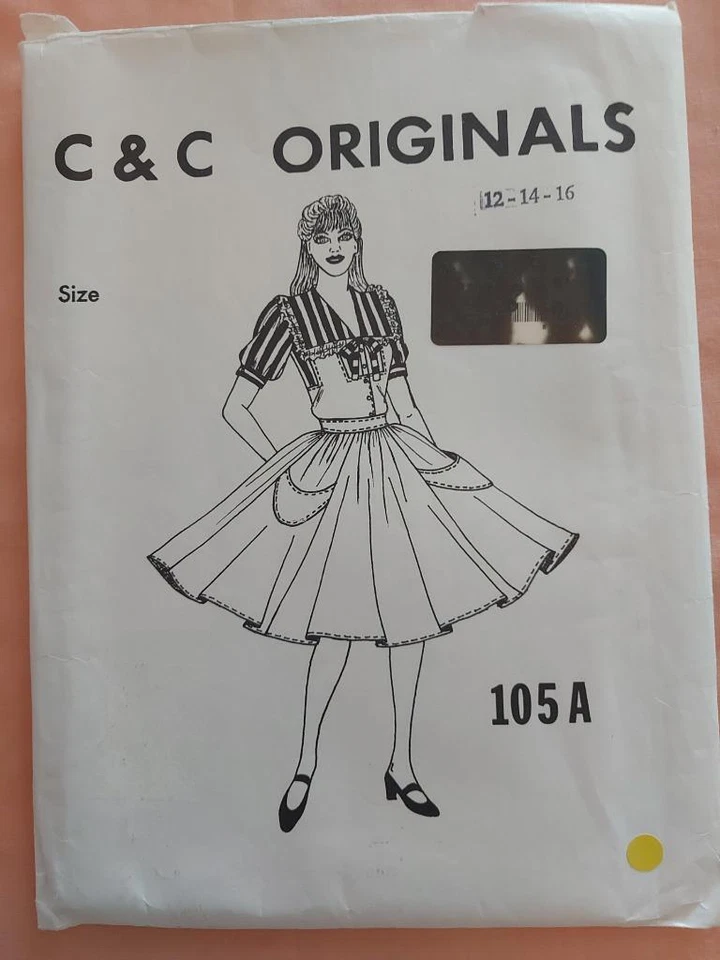 C & C ORIGINALS
12-14-16
Size
105 A